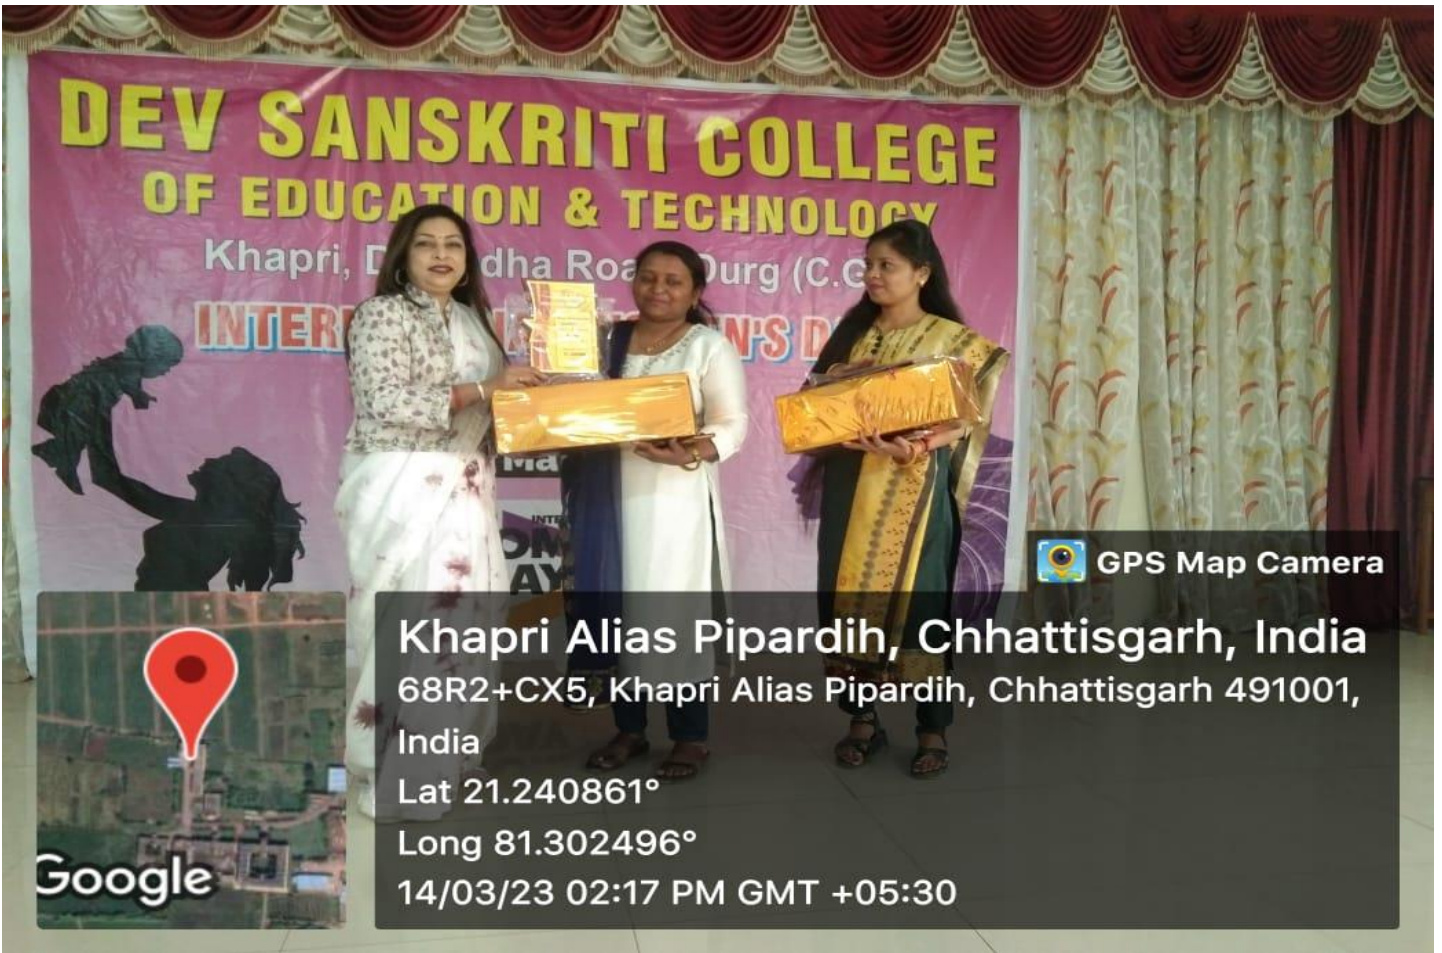 DEV SANSKRITI COLLEGE
OF EDUCATION & TECHNOLOGY
Khapri, Road Durg (C.G
DAY
GPS Map Camera
Khapri Alias Pipardih, Chhattisgarh, India
68R2+CX5, Khapri Alias Pipardih, Chhattisgarh 491001,
India
Lat 21.240861°
Long 81.302496°
14/03/23 02:17 PM GMT +05:30
Google